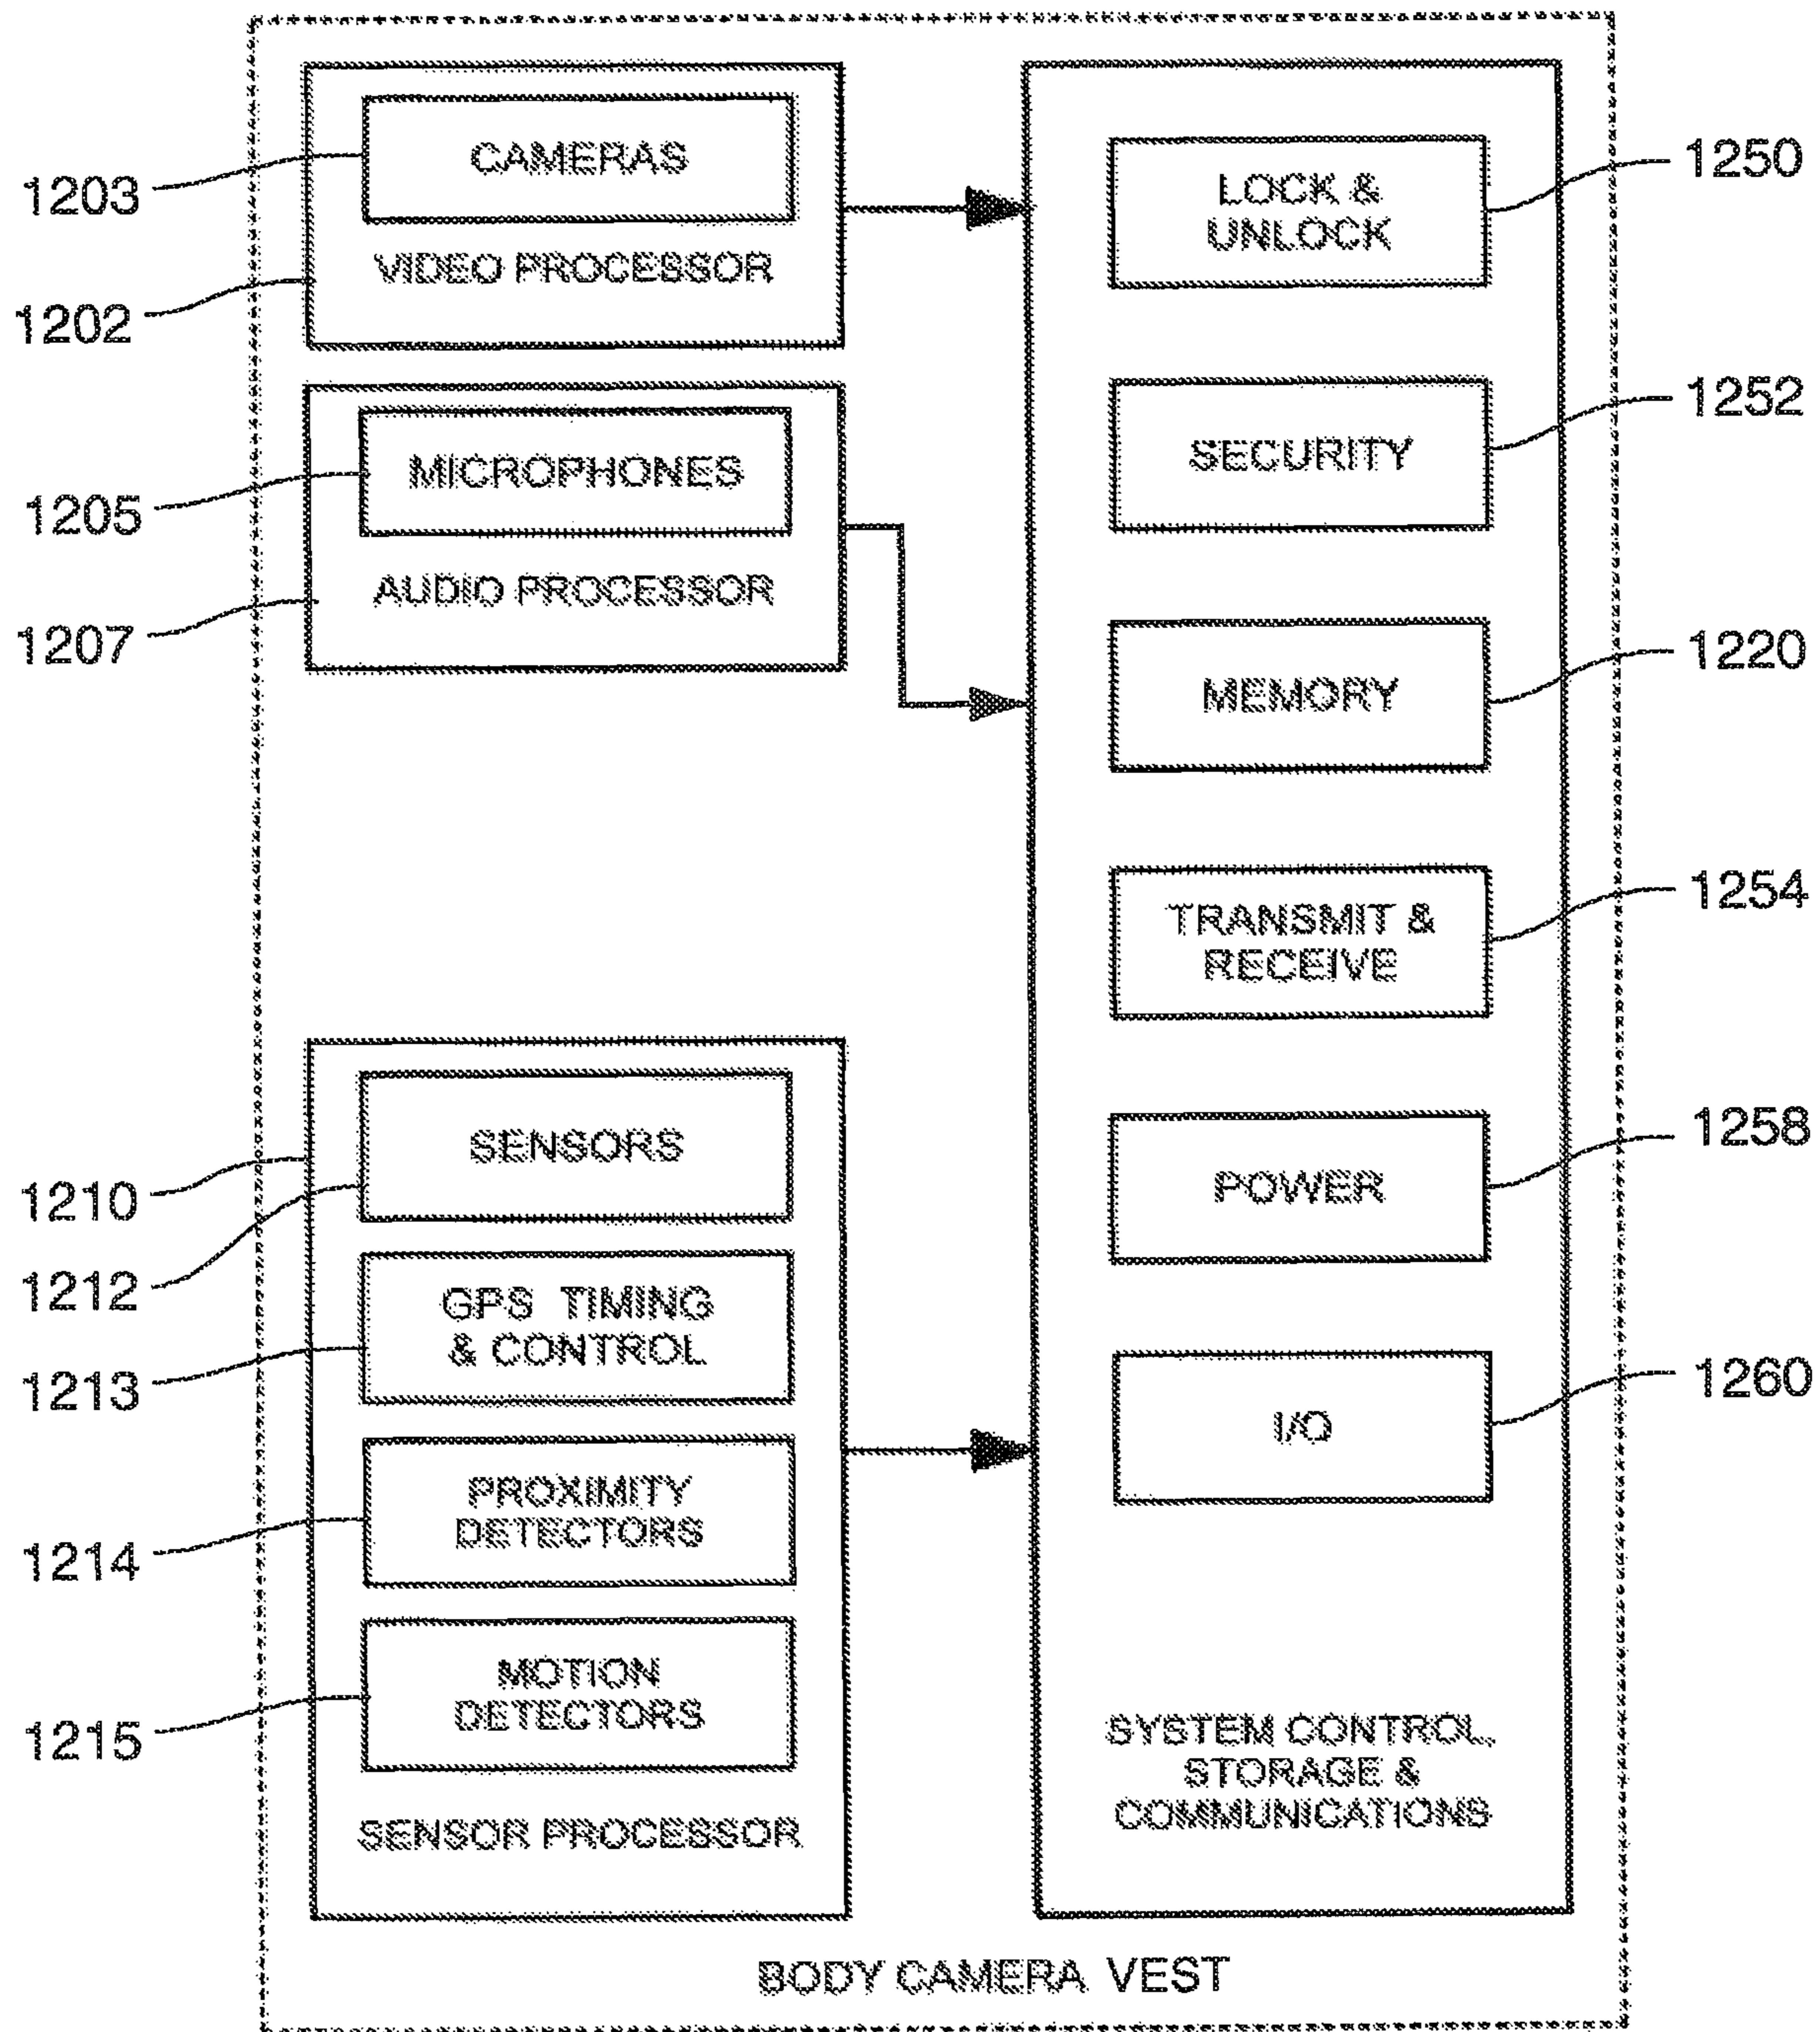 1203
CAMERAS
VIDEO PROCESSOR
1202
MICROPHONES
1205
AUDIO PROCESSOR
1207
SENSORS
1210
1212
GPS TIMING
& CONTROL
1213
PROXIMITY
DETECTORS
1214
MOTION
DETECTORS
1215
SENSOR PROCESSOR
LOCK &
UNLOCK
1250
SECURITY
1252
MEMORY
1220
TRANSMIT &
RECEIVE
1254
POWER
1258
I/O
1260
SYSTEM CONTROL,
STORAGE &
COMMUNICATIONS
BODY CAMERA VEST